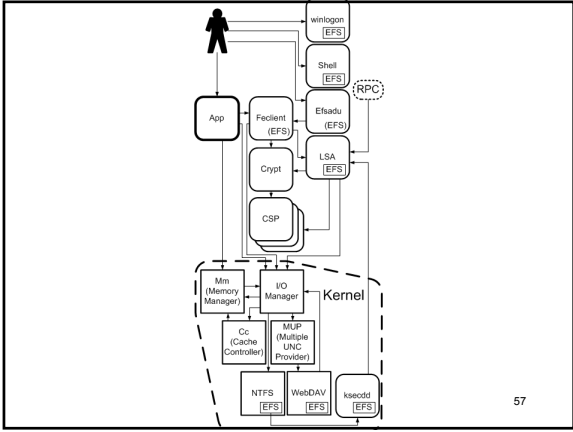 winlogon
EFS
Shell
EFS
RPC
Efsadu
(EFS)
App
Feclient
(EFS)
LSA
EFS
Crypt
CSP
Mm
(Memory
Manager)
I/O
Manager
Kernel
Cc
(Cache
Controller)
MUP
(Multiple
UNC
Provider)
NTFS
EFS
WebDAV
EFS
ksecdd
EFS
57